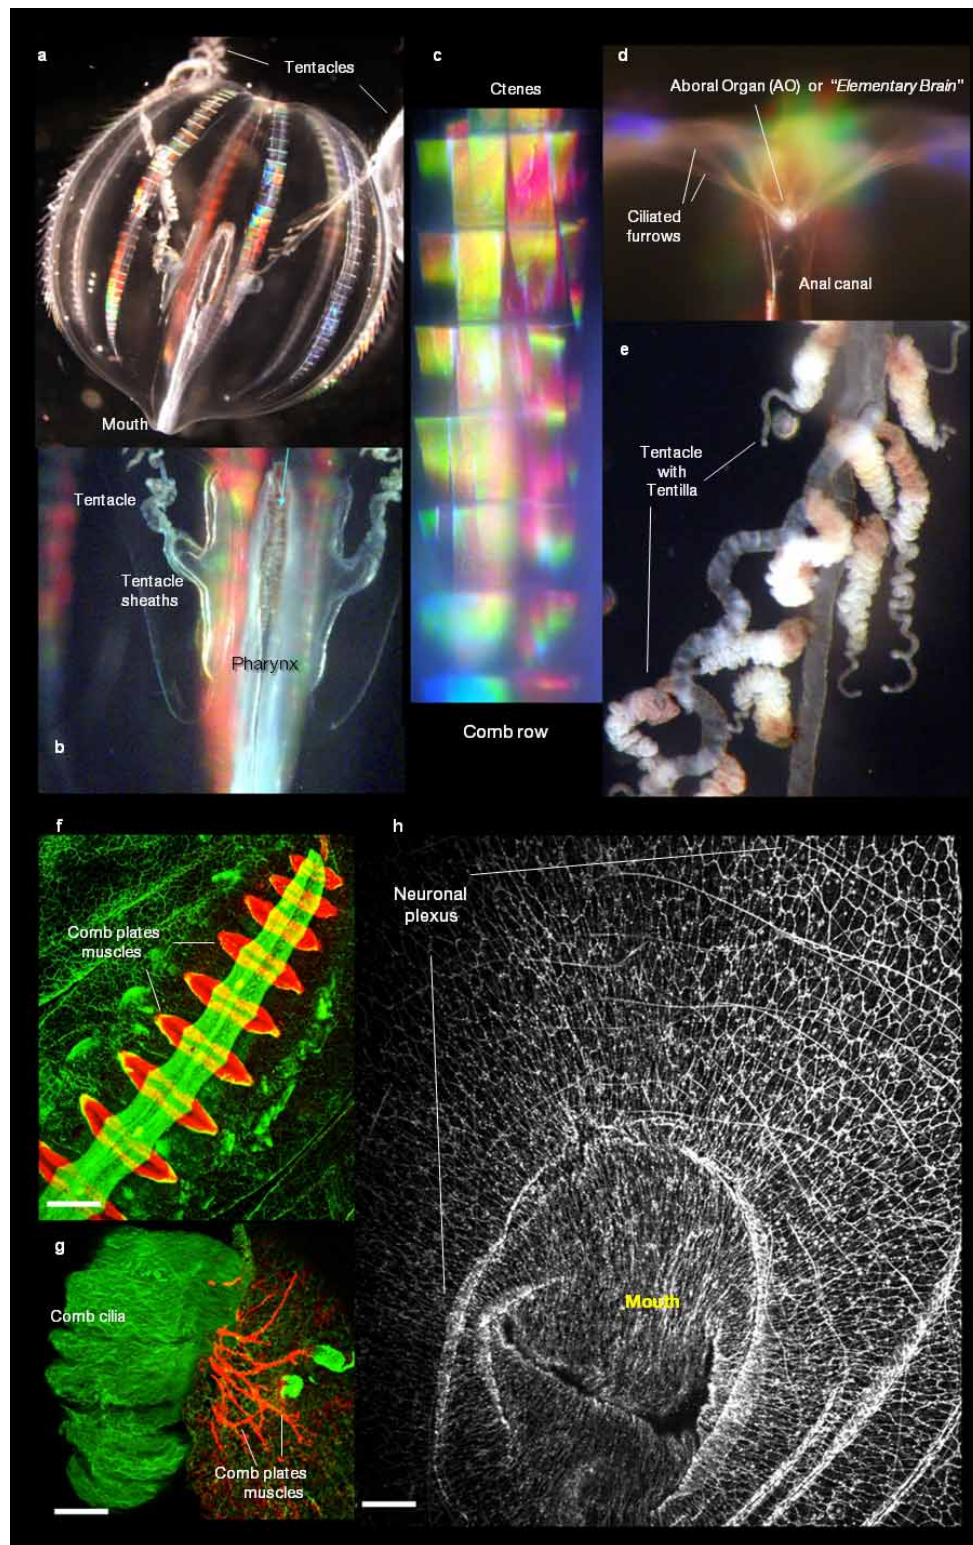 a
Tentacles
Mouth
Tentacle
Tentacle
sheaths
Pharynx
b
c
Ctenes
Comb row
d
Aboral Organ (AO) or "Elementary Brain"
Ciliated
furrows
Anal canal
e
Tentacle
with
Tentilla
f
Comb plates
muscles
g
Comb cilia
Comb plates
muscles
h
Neuronal
plexus
Mouth